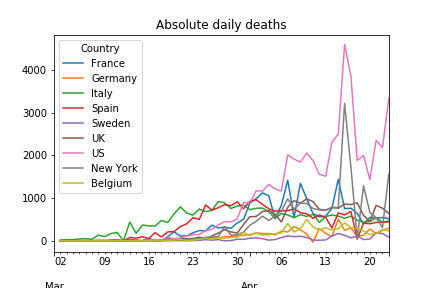 Absolute daily deaths
Country
France
Germany
Italy
Spain
Sweden
UK
US
New York
Belgium
4000
3000
2000
1000
0
02 09 16 23 30 06 13 20
Mar Apr